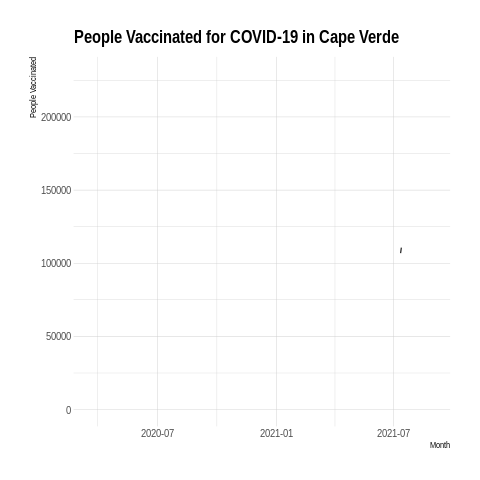 People Vaccinated for COVID-19 in Cape Verde
People Vaccinated
200000
150000
100000
50000
0
2020-07 2021-01 2021-07
Month